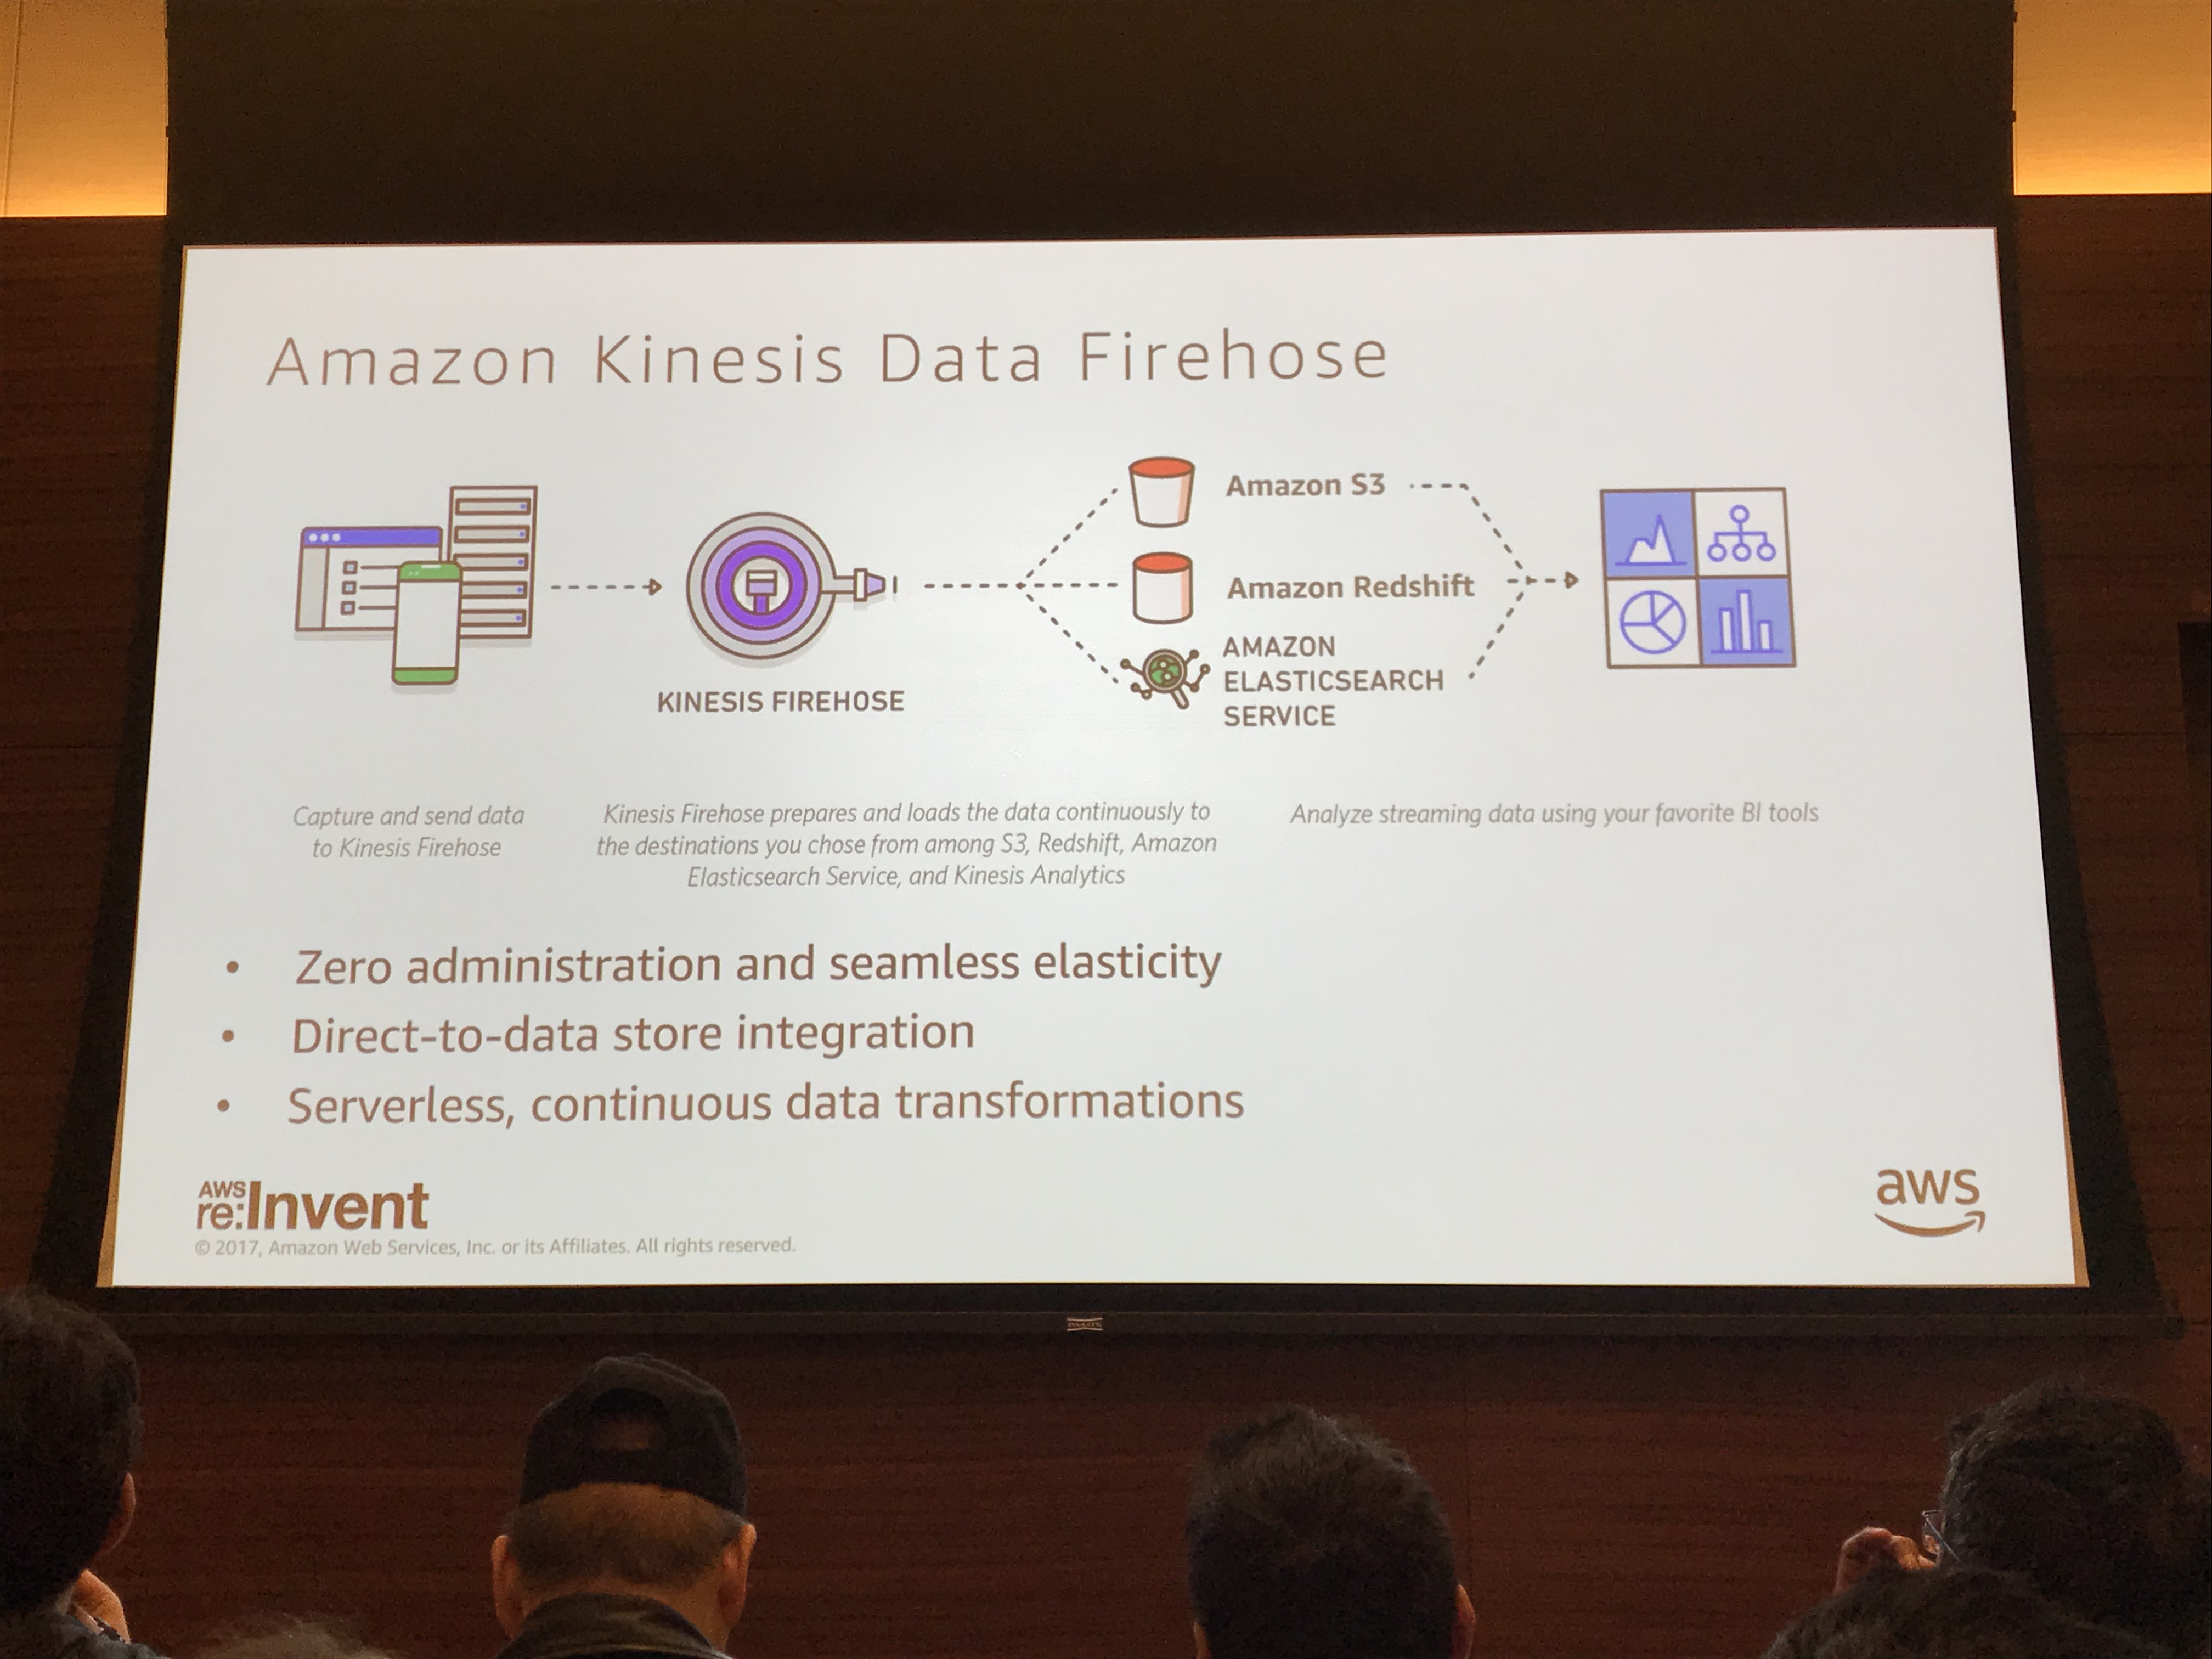 Amazon Kinesis Data Firehose
Amazon S3
Amazon Redshift
AMAZON
ELASTICSEARCH
SERVICE
KINESIS FIREHOSE
Capture and send data
to Kinesis Firehose
Kinesis Firehose prepares and loads the data continuously to
the destinations you chose from among S3, Redshift, Amazon
Elasticsearch Service, and Kinesis Analytics
Analyze streaming data using your favorite BI tools
• Zero administration and seamless elasticity
• Direct-to-data store integration
• Serverless, continuous data transformations
AWS
re:Invent
© 2017, Amazon Web Services, Inc. or its Affiliates. All rights reserved.
aws